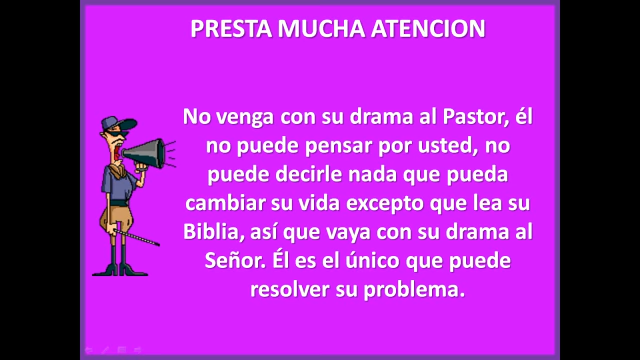 PRESTA MUCHA ATENCION
No venga con su drama al Pastor, él
no puede pensar por usted, no
puede decirle nada que pueda
cambiar su vida excepto que lea su
Biblia, así que vaya con su drama al
Señor. Él es el único que puede
resolver su problema.